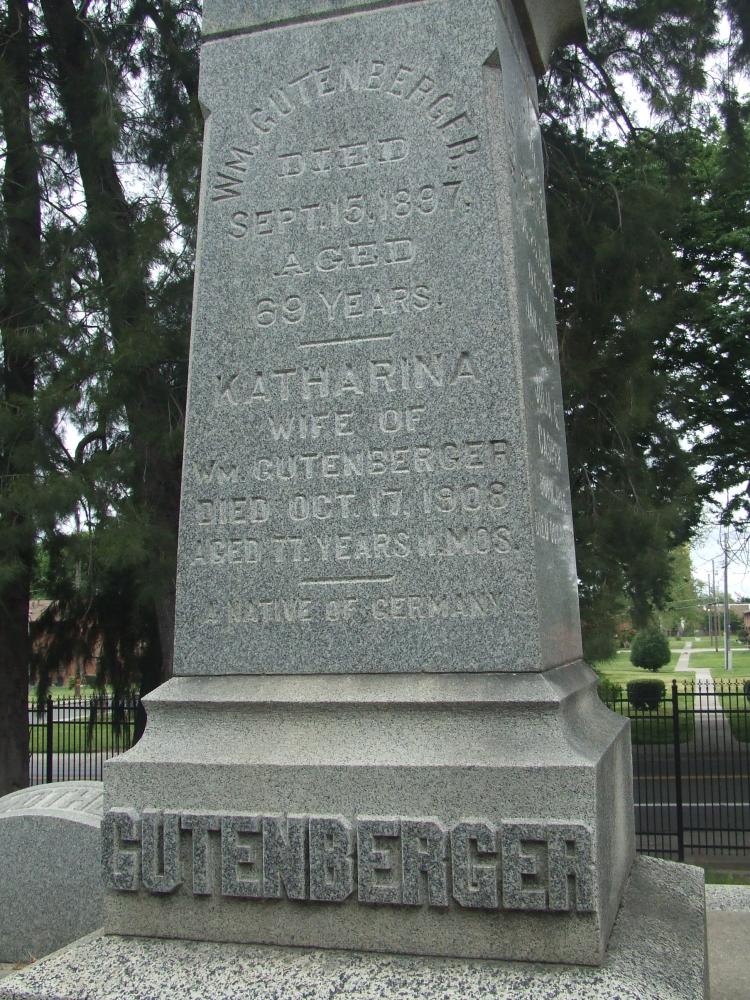 WM. GUTENBERGER.
DIED
SEPT. 15, 1897.
AGED
69 YEARS.
KATHARINA
WIFE OF
WM. GUTENBERGER
DIED OCT. 17, 1908
AGED 77 YEARS 11 MOS.
A NATIVE OF GERMANY
GUTENBERGER